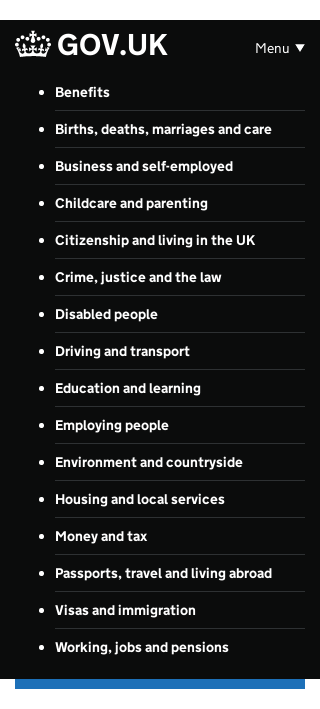 GOV.UK
Menu ▼
Benefits
Births, deaths, marriages and care
Business and self-employed
Childcare and parenting
Citizenship and living in the UK
Crime, justice and the law
Disabled people
Driving and transport
Education and learning
Employing people
Environment and countryside
Housing and local services
Money and tax
Passports, travel and living abroad
Visas and immigration
Working, jobs and pensions